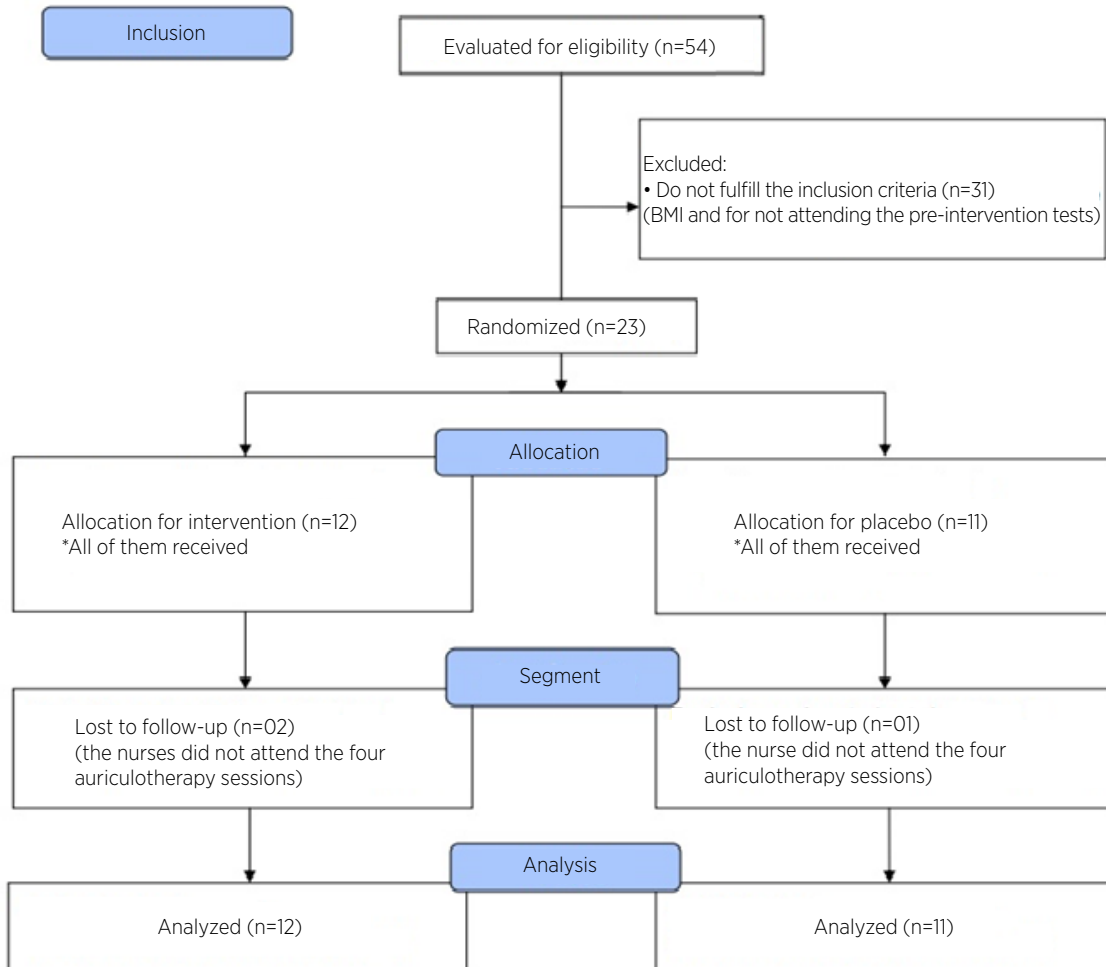 Inclusion
Evaluated for eligibility (n=54)
Excluded:
• Do not fulfill the inclusion criteria (n=31)
(BMI and for not attending the pre-intervention tests)
Randomized (n=23)
Allocation
Allocation for intervention (n=12)
*All of them received
Allocation for placebo (n=11)
*All of them received
Segment
Lost to follow-up (n=02)
(the nurses did not attend the four
auriculotherapy sessions)
Lost to follow-up (n=01)
(the nurse did not attend the four
auriculotherapy sessions)
Analysis
Analyzed (n=12)
Analyzed (n=11)